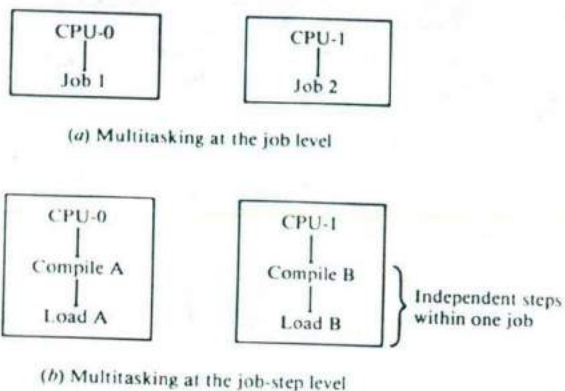 CPU-0
Job 1
CPU-1
Job 2
(a) Multitasking at the job level
CPU-0
Compile A
Load A
CPU-1
Compile B
Load B
Independent steps
within one job
(b) Multitasking at the job-step level